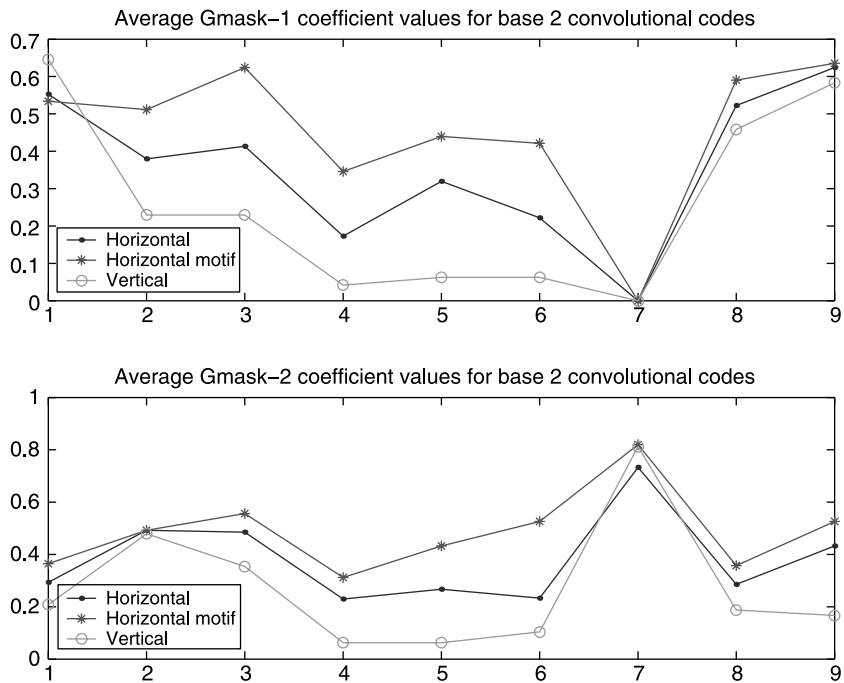 Average Gmask−1 coefficient values for base 2 convolutional codes
0.7
0.6
0.5
0.4
0.3
0.2
0.1
0
Horizontal
Horizontal motif
Vertical
1 2 3 4 5 6 7 8 9
Average Gmask−2 coefficient values for base 2 convolutional codes
1
0.8
0.6
0.4
0.2
0
Horizontal
Horizontal motif
Vertical
1 2 3 4 5 6 7 8 9